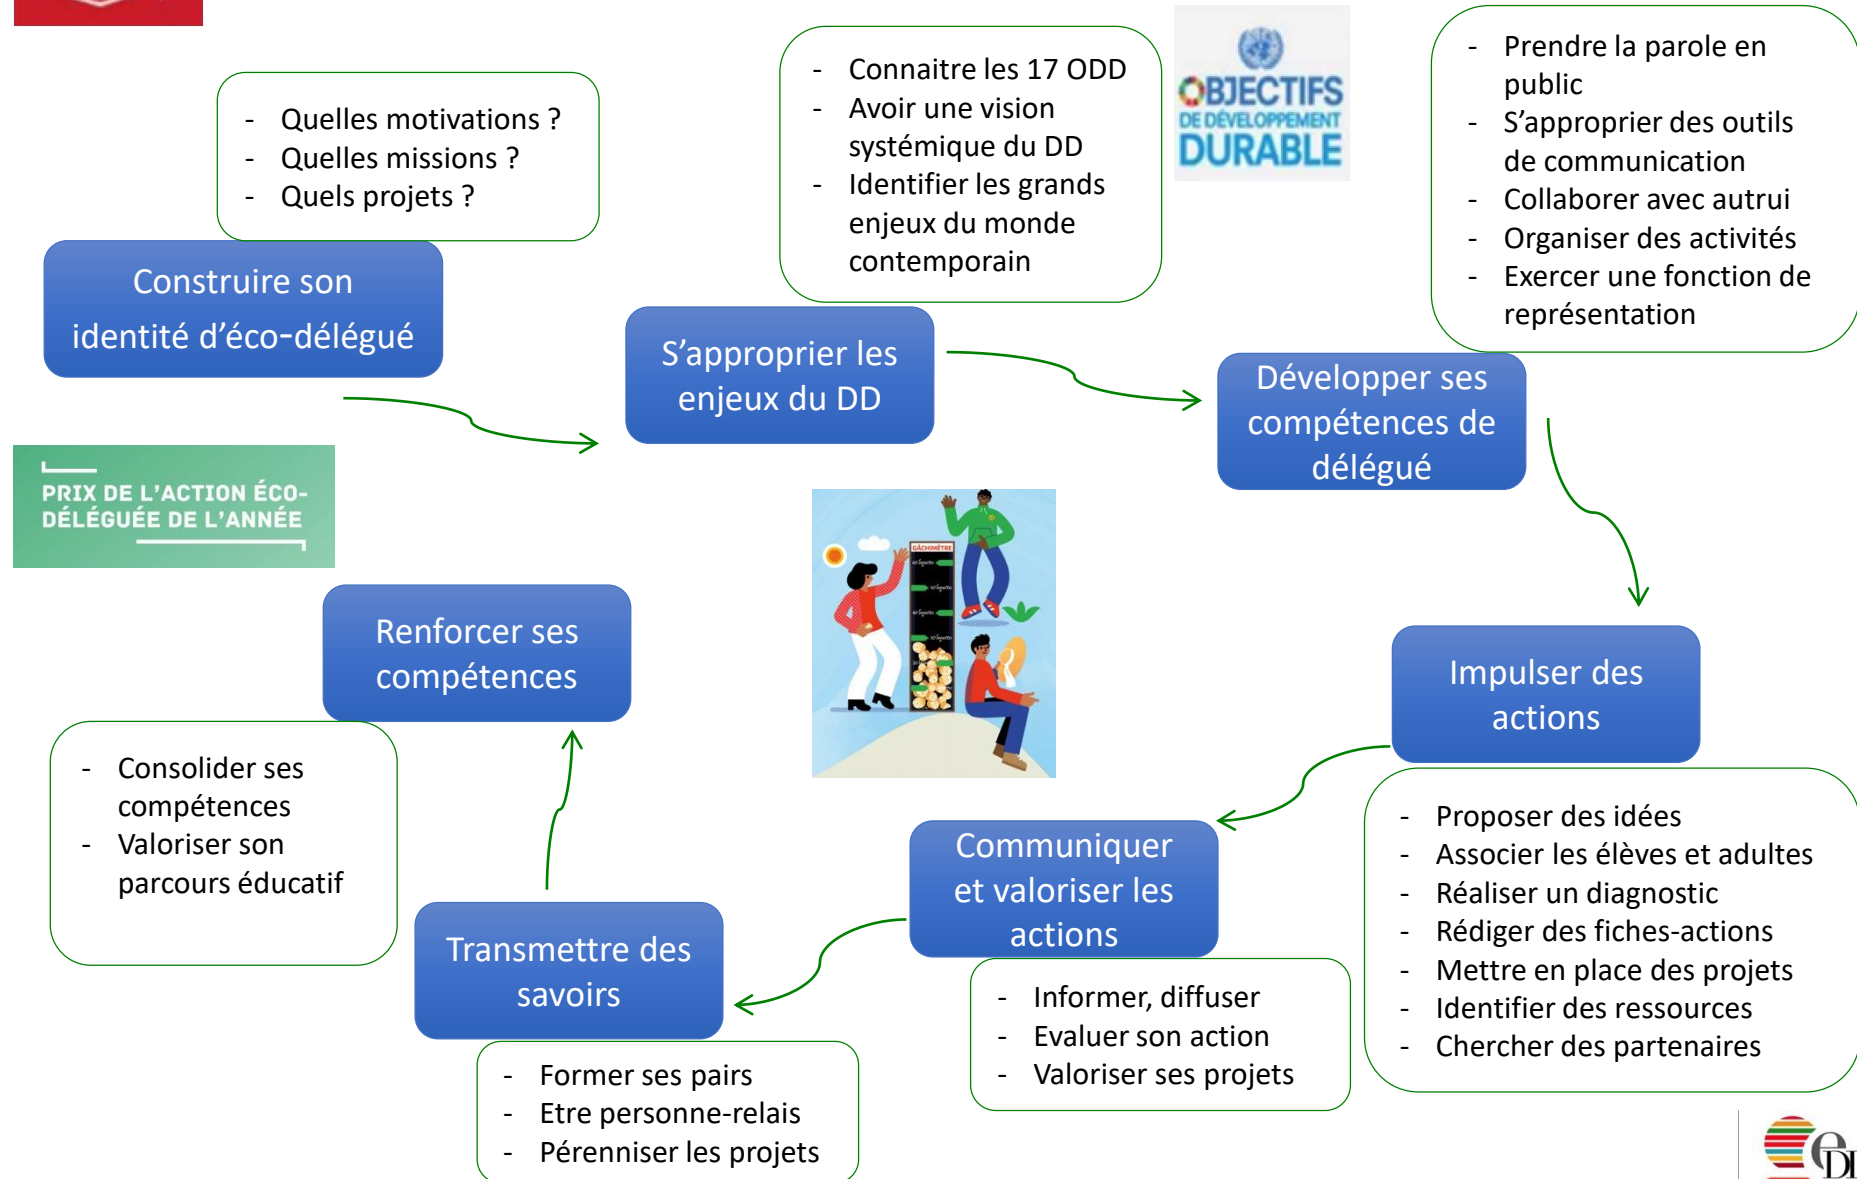 - Quelles motivations ?
- Quelles missions ?
- Quels projets ?
Construire son
identité d’éco-délégué
- Connaitre les 17 ODD
- Avoir une vision
systémique du DD
- Identifier les grands
enjeux du monde
contemporain
S’approprier les
enjeux du DD
OBJECTIFS
DE DÉVELOPPEMENT
DURABLE
- Prendre la parole en
public
- S’approprier des outils
de communication
- Collaborer avec autrui
- Organiser des activités
- Exercer une fonction de
représentation
Développer ses
compétences de
délégué
PRIX DE L’ACTION ÉCO-
DÉLÉGUÉE DE L’ANNÉE
GÂCHIMÈTRE
Impulser des
actions
- Proposer des idées
- Associer les élèves et adultes
- Réaliser un diagnostic
- Rédiger des fiches-actions
- Mettre en place des projets
- Identifier des ressources
- Chercher des partenaires
Communiquer
et valoriser les
actions
- Informer, diffuser
- Evaluer son action
- Valoriser ses projets
Transmettre des
savoirs
- Former ses pairs
- Etre personne-relais
- Pérenniser les projets
Renforcer ses
compétences
- Consolider ses
compétences
- Valoriser son
parcours éducatif